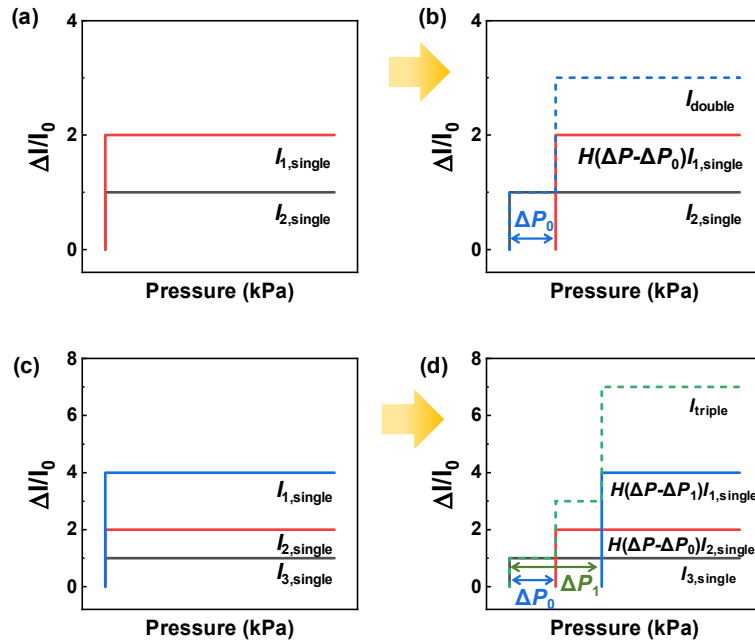 (a)
4
2
0
ΔI/I0
I1,single
I2,single
Pressure (kPa)
(b)
4
2
0
ΔI/I0
Idouble
H(ΔP-ΔP0)I1,single
I2,single
ΔP0
Pressure (kPa)
(c)
8
6
4
2
0
ΔI/I0
I1,single
I2,single
I3,single
Pressure (kPa)
(d)
8
6
4
2
0
ΔI/I0
Itriple
H(ΔP-ΔP1)I1,single
H(ΔP-ΔP0)I2,single
I3,single
ΔP1
ΔP0
Pressure (kPa)